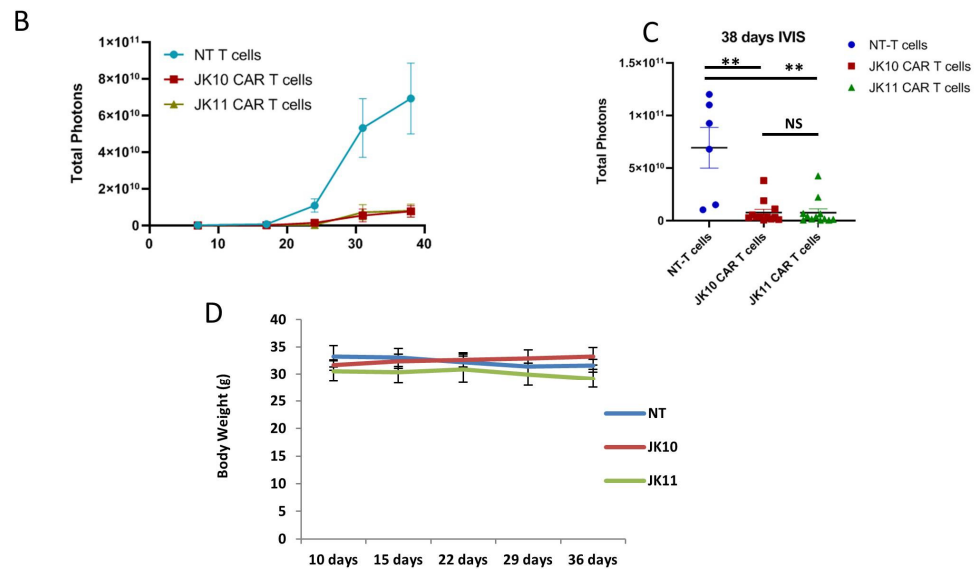 B
1×10¹¹
8×10¹⁰
6×10¹⁰
4×10¹⁰
2×10¹⁰
0
Total Photons
NT T cells
JK10 CAR T cells
JK11 CAR T cells
0 10 20 30 40
C
38 days IVIS
1.5×10¹¹
1×10¹¹
5×10¹⁰
0
Total Photons
** **
NS
NT-T cells
JK10 CAR T cells
JK11 CAR T cells
NT-T cells
JK10 CAR T cells
JK11 CAR T cells
D
40
35
30
25
20
15
10
5
0
Body Weight (g)
10 days 15 days 22 days 29 days 36 days
NT
JK10
JK11